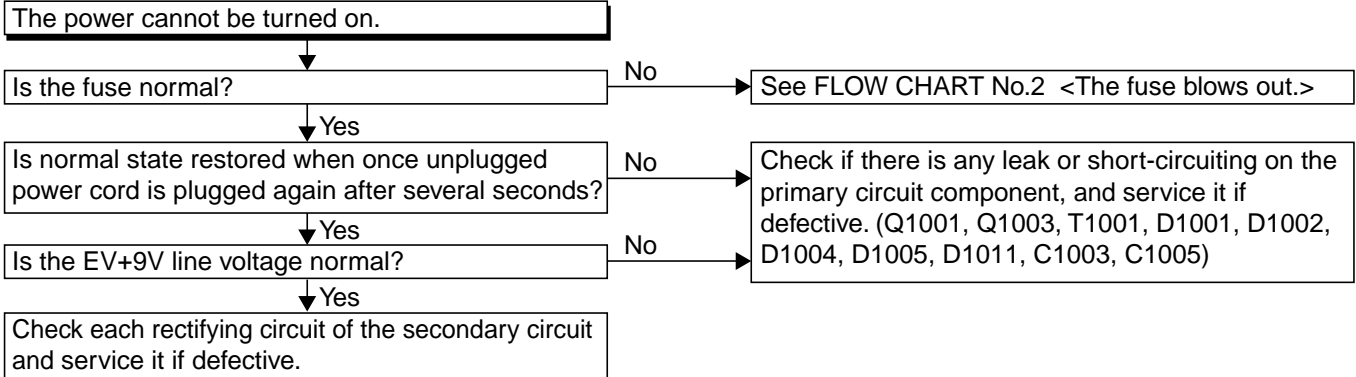 The power cannot be turned on.
Is the fuse normal?
No
See FLOW CHART No.2 <The fuse blows out.>
Yes
Is normal state restored when once unplugged
power cord is plugged again after several seconds?
No
Check if there is any leak or short-circuiting on the
primary circuit component, and service it if
defective. (Q1001, Q1003, T1001, D1001, D1002,
D1004, D1005, D1011, C1003, C1005)
Yes
Is the EV+9V line voltage normal?
No
Yes
Check each rectifying circuit of the secondary circuit
and service it if defective.